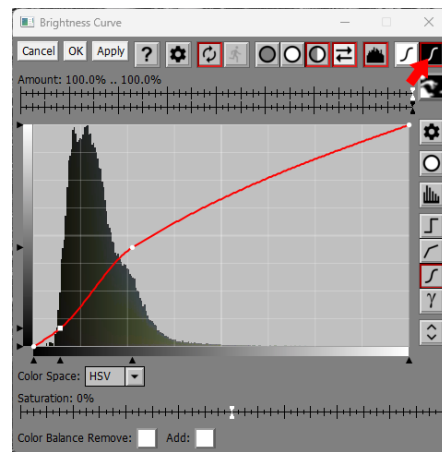 Brightness Curve
Cancel OK Apply ?
Amount: 100.0% .. 100.0%
γ
Color Space: HSV
Saturation: 0%
Color Balance Remove: Add: